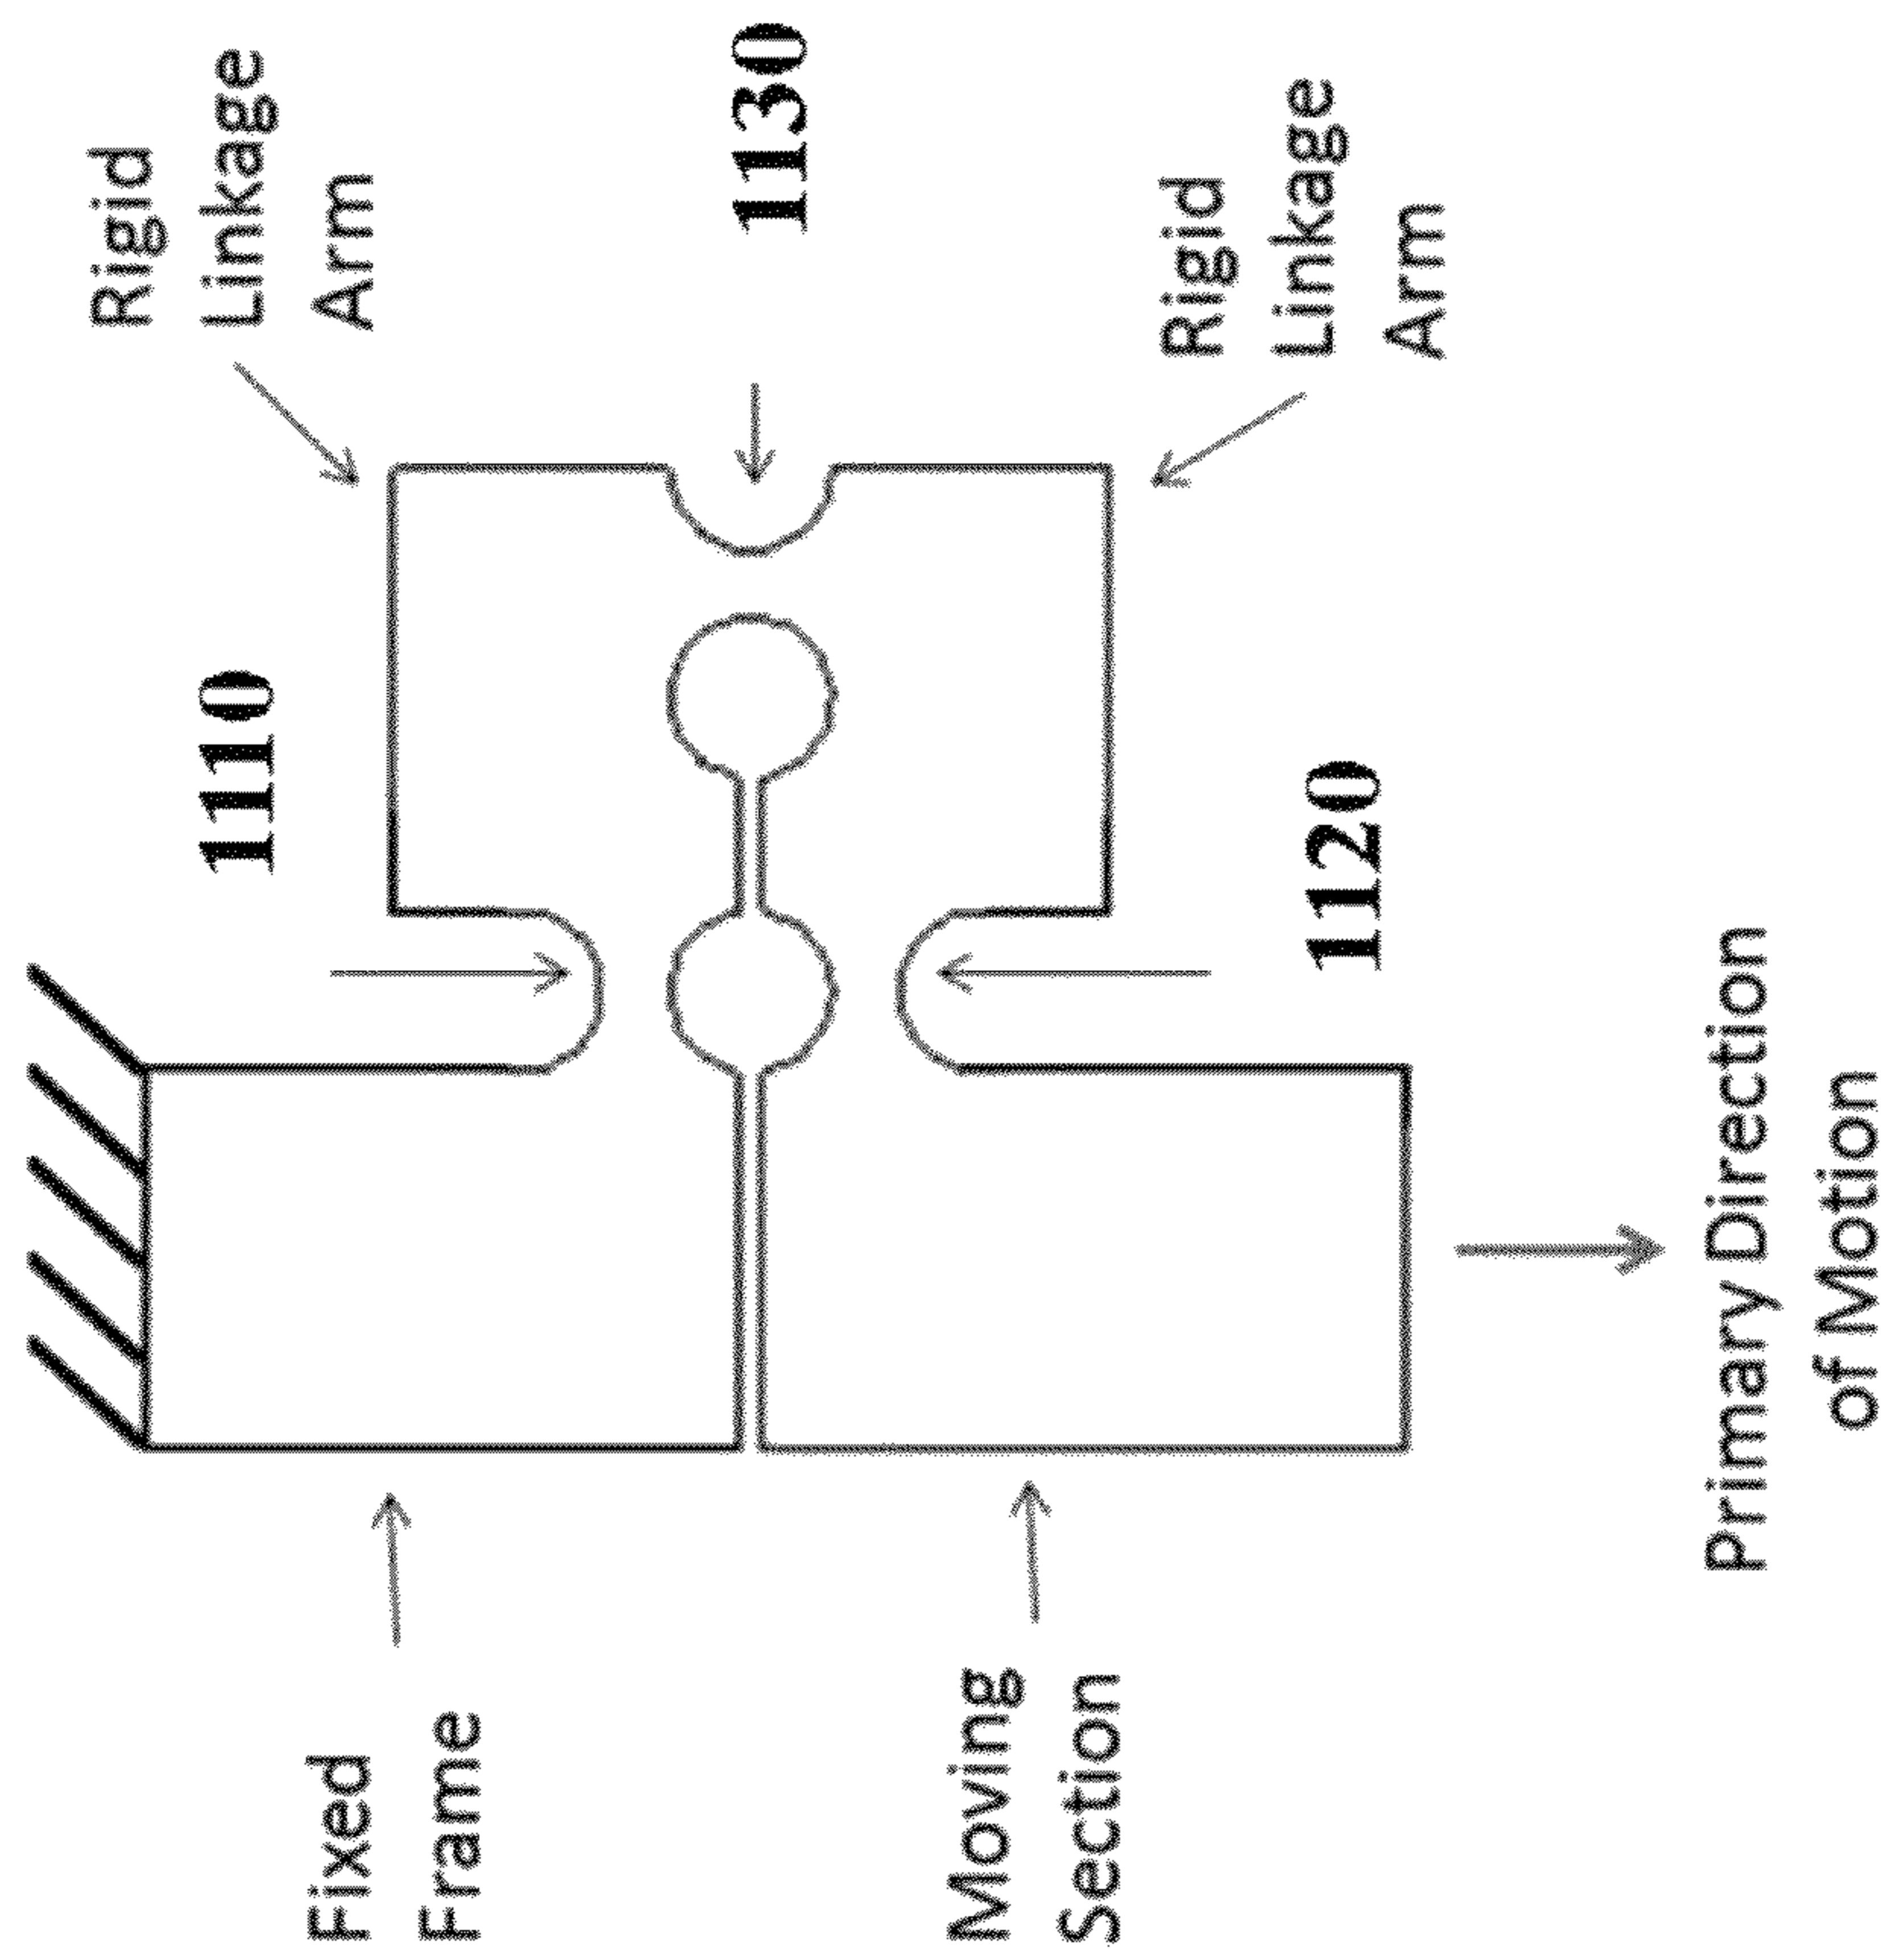 Fixed
Frame
Moving
Section
1110
1120
Primary Direction
of Motion
Rigid
Linkage
Arm
1130
Rigid
Linkage
Arm